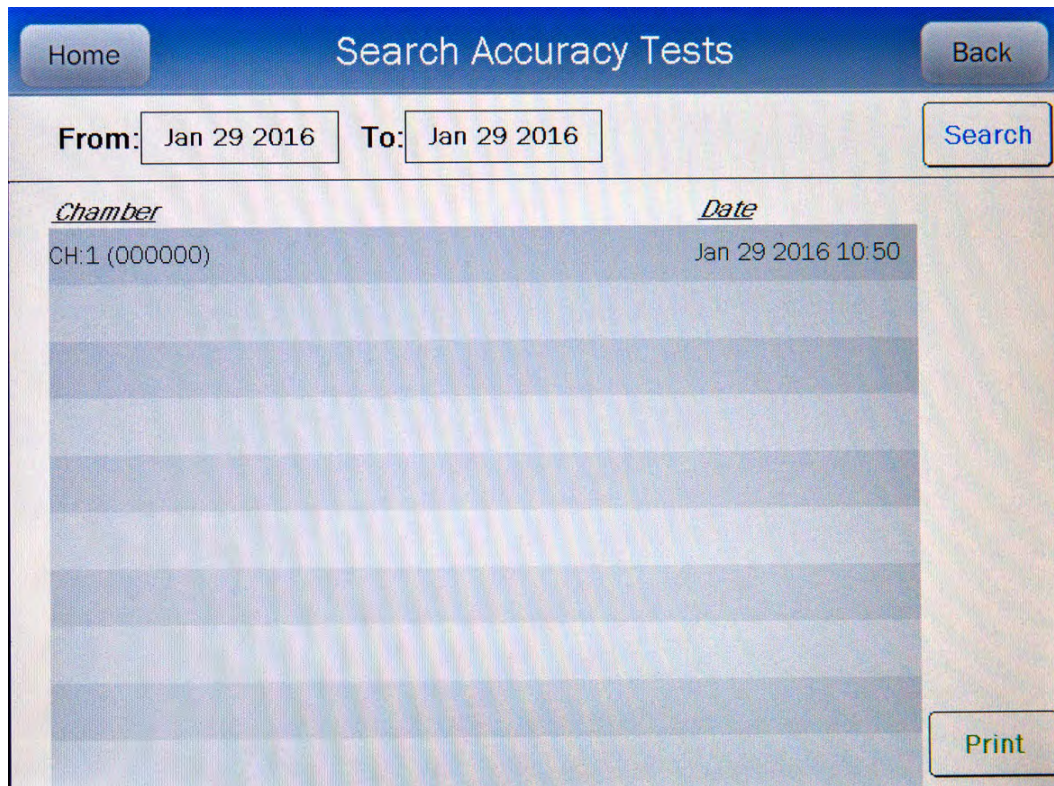 Home Search Accuracy Tests Back
From: Jan 29 2016 To: Jan 29 2016 Search
Chamber Date
CH:1 (000000) Jan 29 2016 10:50
Print